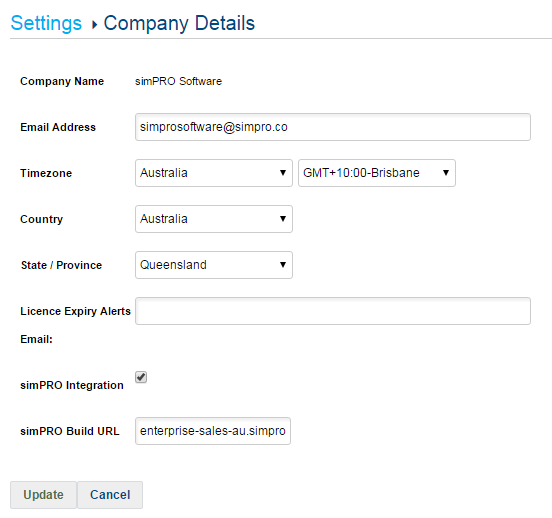 Settings ▸ Company Details
Company Name simPRO Software
Email Address simprosoftware@simpro.co
Timezone Australia GMT+10:00-Brisbane
Country Australia
State / Province Queensland
Licence Expiry Alerts
Email:
simPRO Integration
simPRO Build URL enterprise-sales-au.simpro
Update Cancel